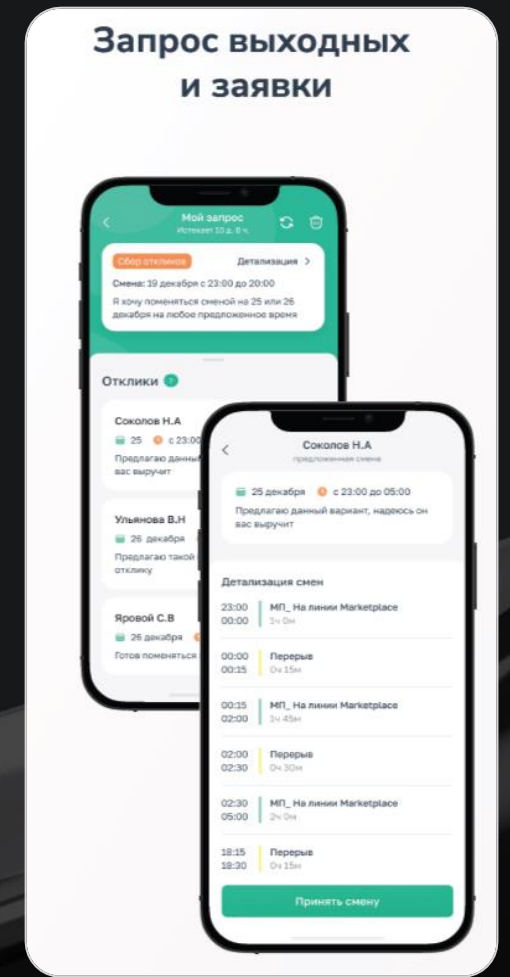 Запрос выходных
и заявки
Мой запрос
Истекает 10 д. 8 ч.
Сбор откликов
Детализация
Смена: 19 декабря с 23:00 до 20:00
Я хочу поменяться сменой на 25 или 26
декабря на любое предложенное время
Отклики
Соколов Н.А
25 с 23:00
Предлагаю данный
вас выручит
Ульянова В.Н
26 декабря
Предлагаю такой
отклику
Яровой С.В
26 декабря
Готов поменяться
Соколов Н.А
предложенная смена
25 декабря с 23:00 до 05:00
Предлагаю данный вариант, надеюсь он
вас выручит
Детализация смен
23:00 МП_ На линии Marketplace
00:00 1ч 0м
00:00 Перерыв
00:15 0ч 15м
00:15 МП_ На линии Marketplace
02:00 1ч 45м
02:00 Перерыв
02:30 0ч 30м
02:30 МП_ На линии Marketplace
05:00 2ч 0м
18:15 Перерыв
18:30 0ч 15м
Принять смену